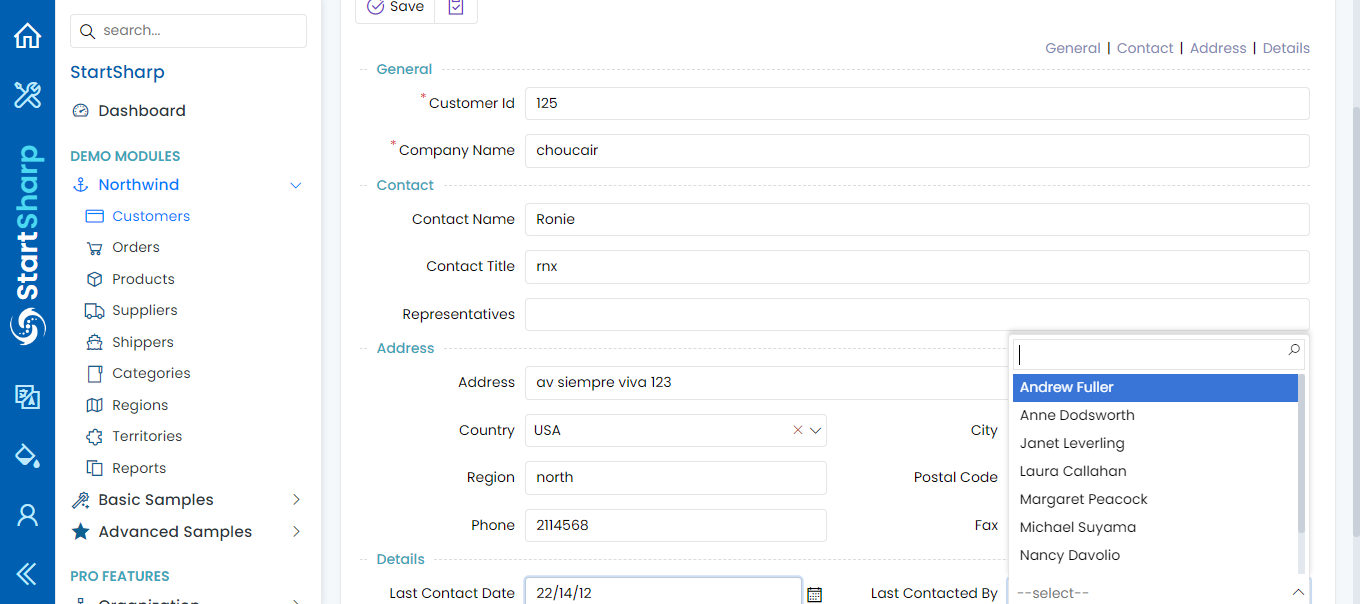 search...
StartSharp
Dashboard
DEMO MODULES
Northwind
Customers
Orders
Products
Suppliers
Shippers
Categories
Regions
Territories
Reports
Basic Samples
Advanced Samples
PRO FEATURES
Organization
StartSharp
Save
General | Contact | Address | Details
General
*Customer Id 125
*Company Name choucair
Contact
Contact Name Ronie
Contact Title rnx
Representatives
Address
Address av siempre viva 123
Country USA
City
Region north
Postal Code
Phone 2114568
Fax
Andrew Fuller
Anne Dodsworth
Janet Leverling
Laura Callahan
Margaret Peacock
Michael Suyama
Nancy Davolio
Details
Last Contact Date 22/14/12
Last Contacted By --select--